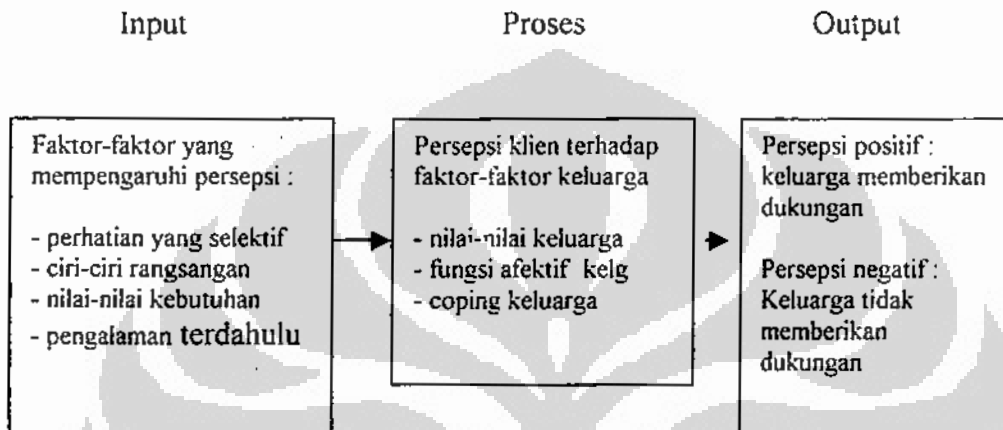 Input
Proses
Output
Faktor-faktor yang
mempengaruhi persepsi :
- perhatian yang selektif
- ciri-ciri rangsangan
- nilai-nilai kebutuhan
- pengalaman terdahulu
Persepsi klien terhadap
faktor-faktor keluarga
- nilai-nilai keluarga
- fungsi afektif kelg
- coping keluarga
Persepsi positif :
keluarga memberikan
dukungan
Persepsi negatif :
Keluarga tidak
memberikan
dukungan